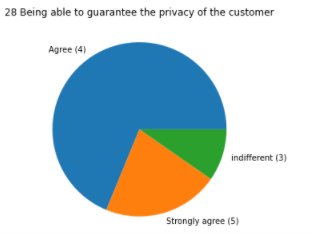 28 Being able to guarantee the privacy of the customer
Agree (4)
indifferent (3)
Strongly agree (5)